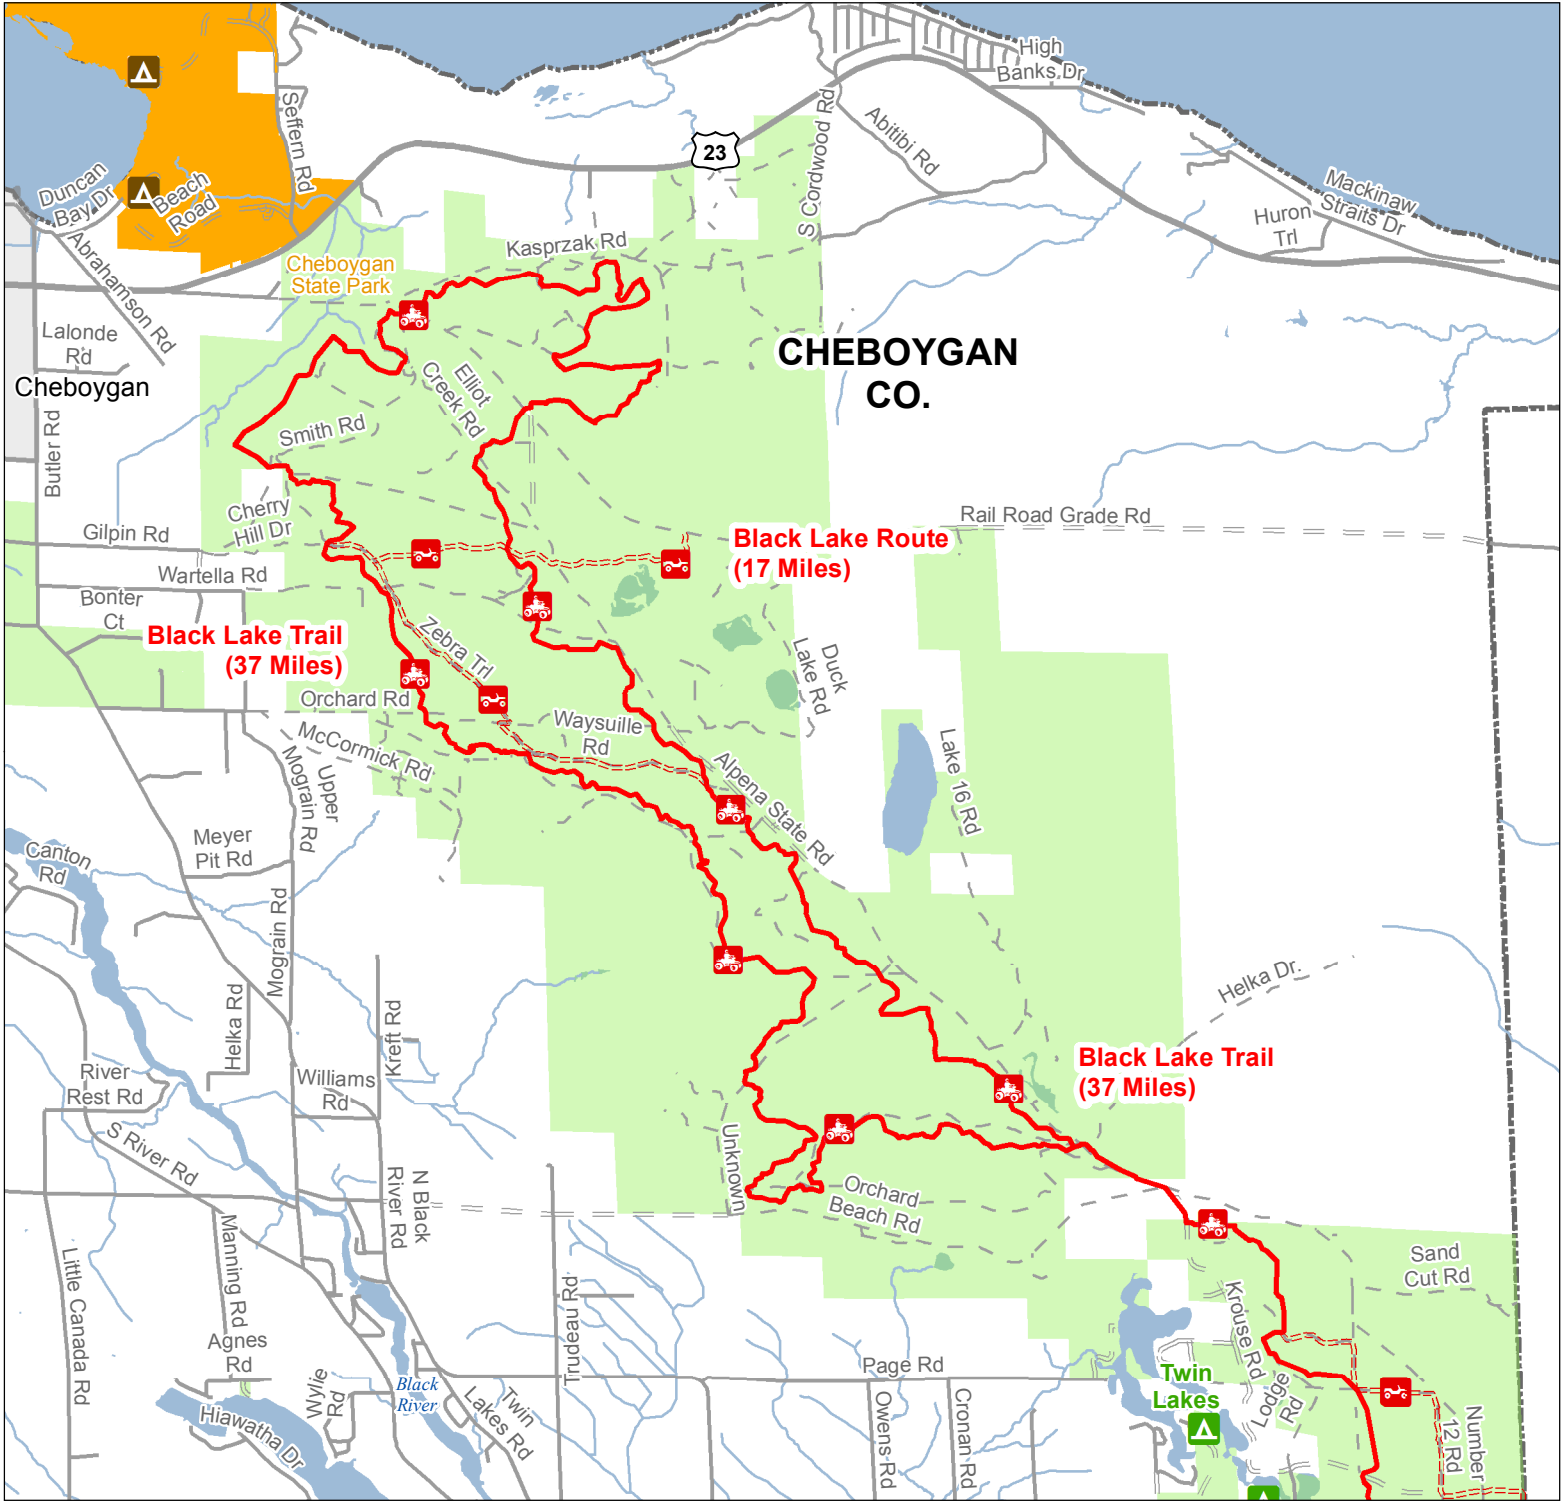 High
Banks Dr
Seffern Rd
S Cordwood Rd
Abitibi Rd
23
Duncan
Bay Dr
Beach
Road
Mackinaw
Straits Dr
Huron
Trl
Abrahamson Rd
Kasprzak Rd
Cheboygan
State Park
Lalonde
Rd
Cheboygan
CHEBOYGAN
CO.
Elliot
Creek Rd
Smith Rd
Butler Rd
Cherry
Hill Dr
Gilpin Rd
Rail Road Grade Rd
Black Lake Route
(17 Miles)
Wartella Rd
Bonter
Ct
Black Lake Trail
(37 Miles)
Zebra Trl
Duck
Lake Rd
Orchard Rd
Waysuille
Rd
McCormick Rd
Upper
Mograin Rd
Alpena State Rd
Lake 16 Rd
Meyer
Pit Rd
Canton
Rd
Mograin Rd
Helka Dr.
Helka Rd
Kreft Rd
Black Lake Trail
(37 Miles)
River
Rest Rd
Williams
Rd
S River Rd
Unknown
N Black
River Rd
Orchard
Beach Rd
Manning Rd
Little Canada Rd
Sand
Cut Rd
Trudeau Rd
Krouse Rd
Agnes
Rd
Page Rd
Twin
Lakes
Wylie
Rd
Black
River
Twin
Lakes Rd
Hiawatha Dr
Owens Rd
Cronan Rd
Lodge
Rd
Number
12 Rd